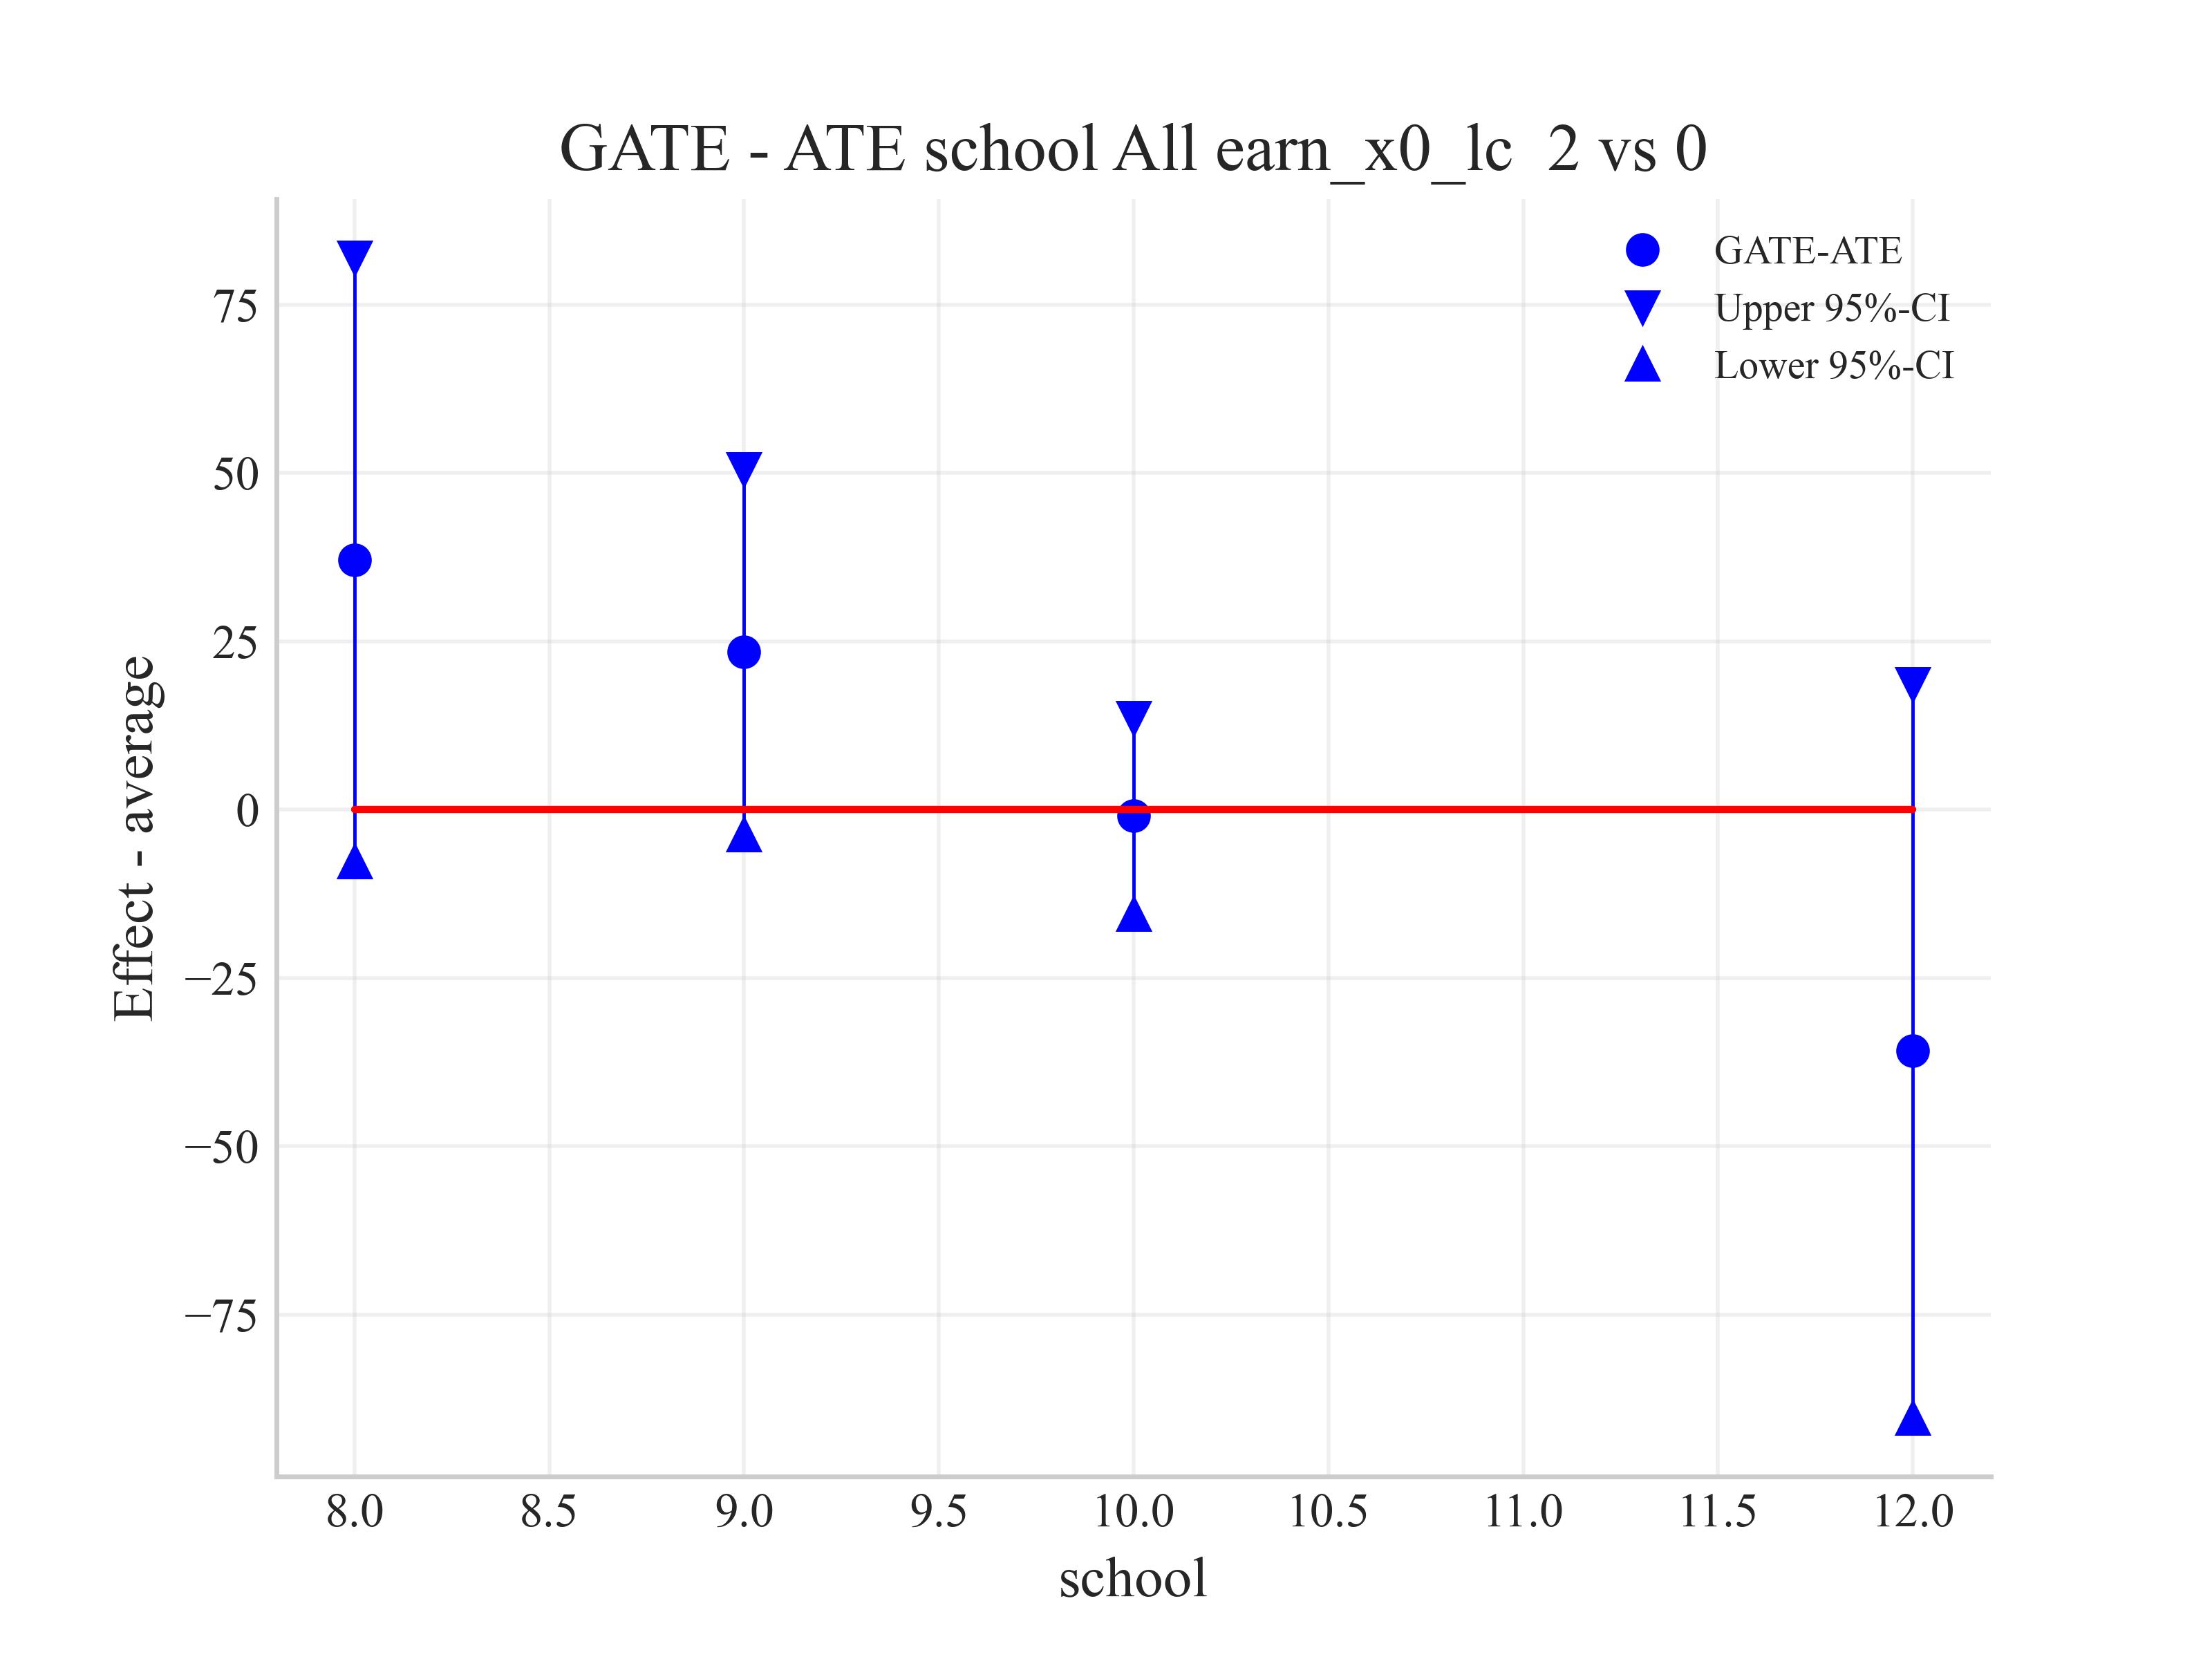 GATE - ATE school All earn_x0_lc  2 vs 0
GATE-ATE
Upper 95%-CI
Lower 95%-CI
75
50
25
0
−25
−50
−75
Effect - average
8.0 8.5 9.0 9.5 10.0 10.5 11.0 11.5 12.0
school